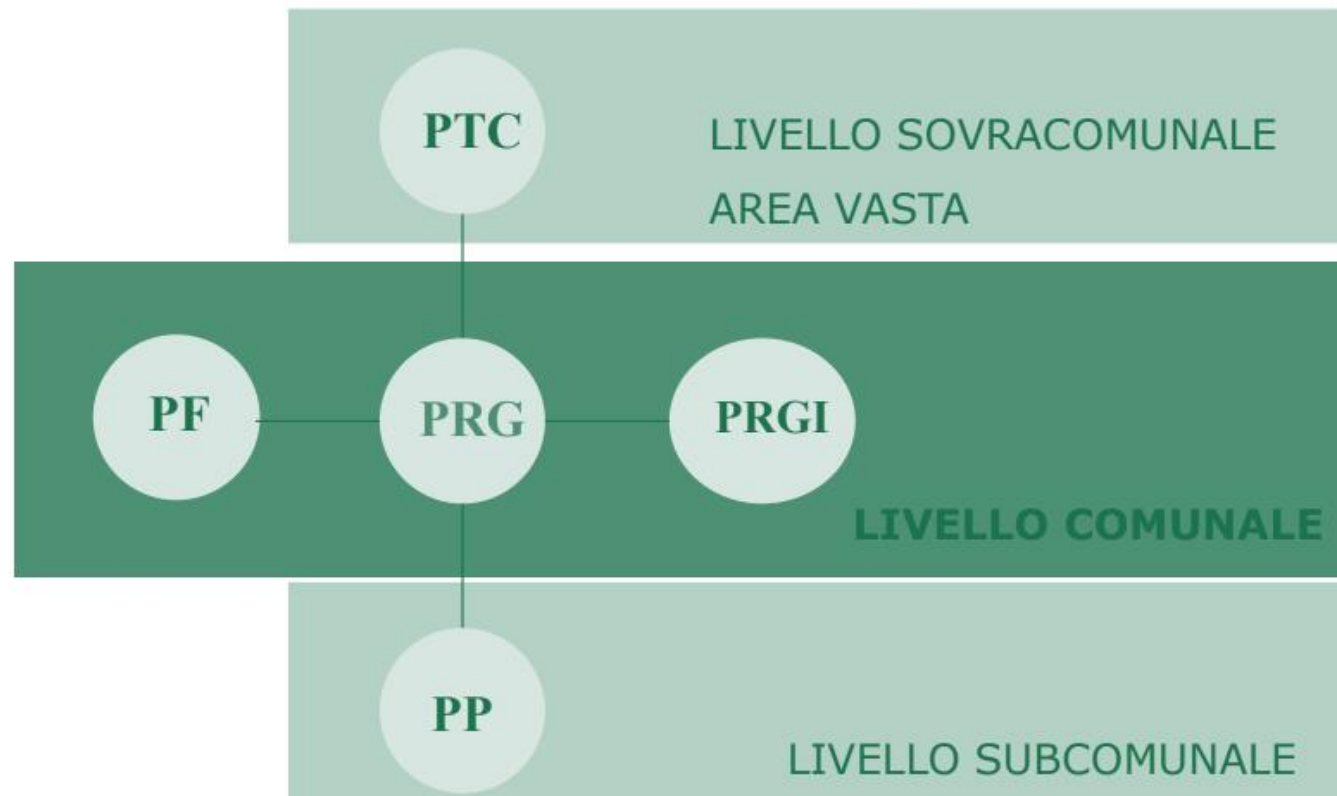 PTC
LIVELLO SOVRACOMUNALE
AREA VASTA
PF
PRG
PRGI
LIVELLO COMUNALE
PP
LIVELLO SUBCOMUNALE